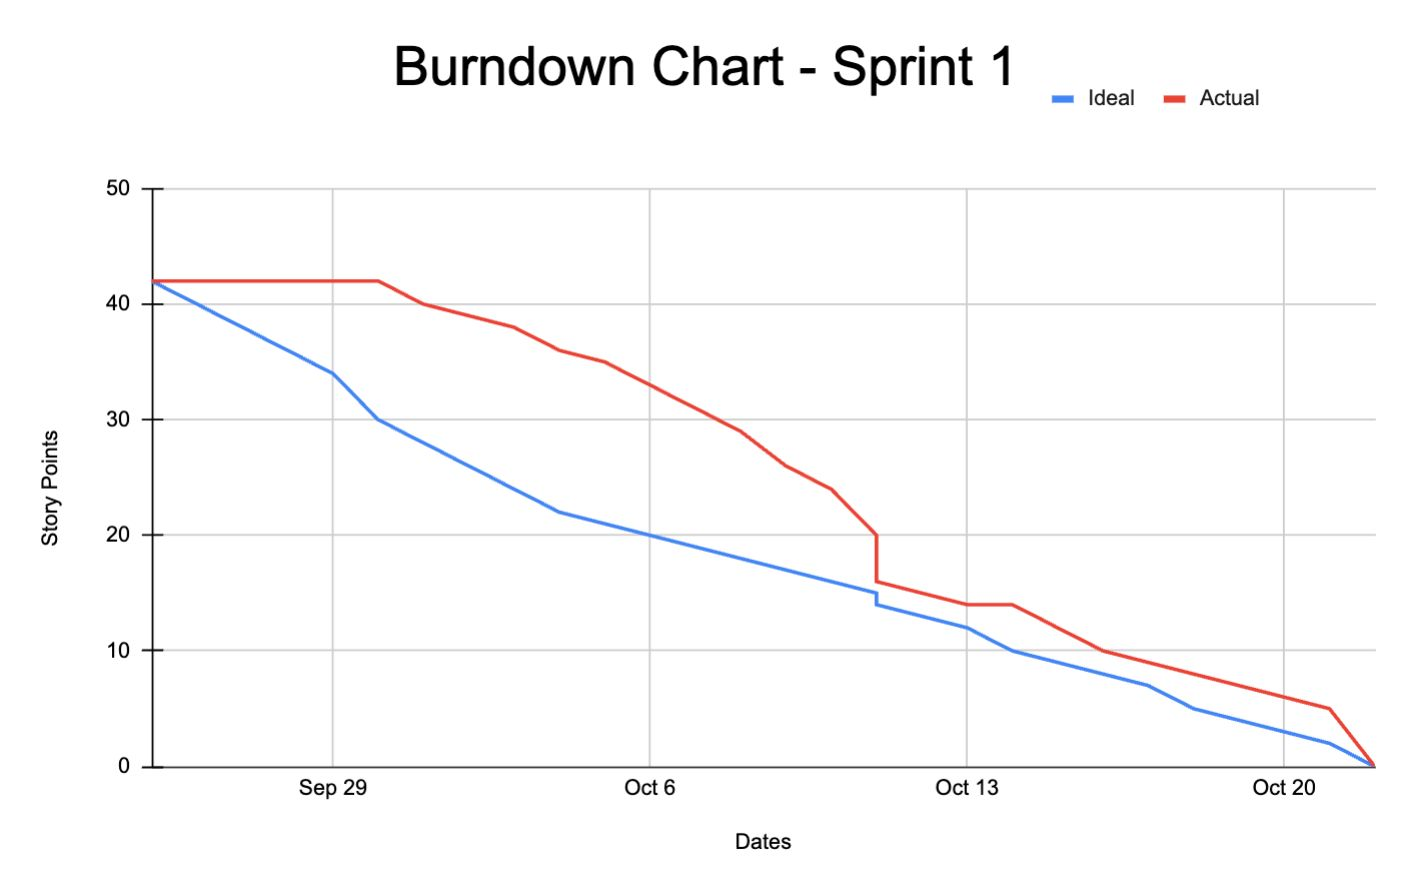 Burndown Chart - Sprint 1
Ideal Actual
50
40
30
20
10
0
Story Points
Sep 29 Oct 6 Oct 13 Oct 20
Dates